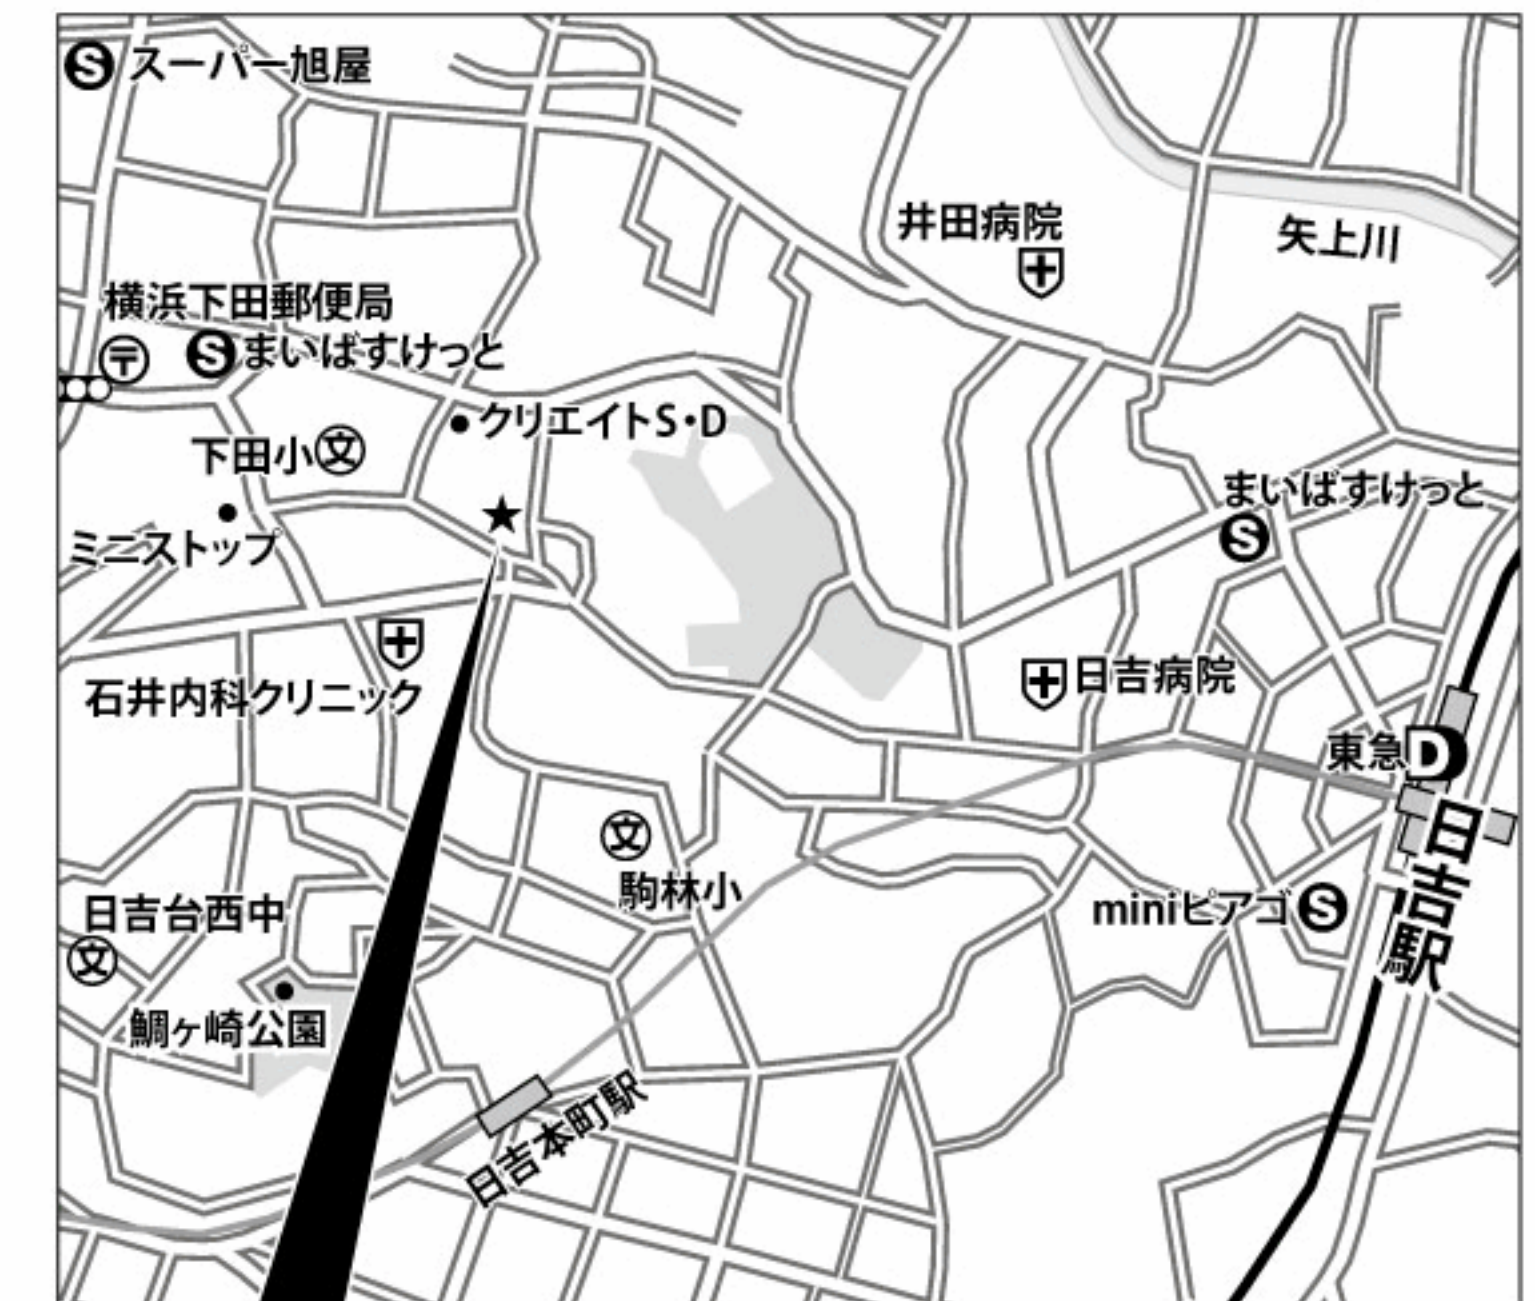 S スーパー旭屋
井田病院
矢上川
横浜下田郵便局
〒 S まいばすけっと
クリエイトS・D
下田小 文
まいばすけっと
S
ミニストップ
石井内科クリニック
日吉病院
東急 D
日吉駅
文
駒林小
miniピアゴ S
日吉台西中
文
鯛ヶ崎公園
日吉本町駅